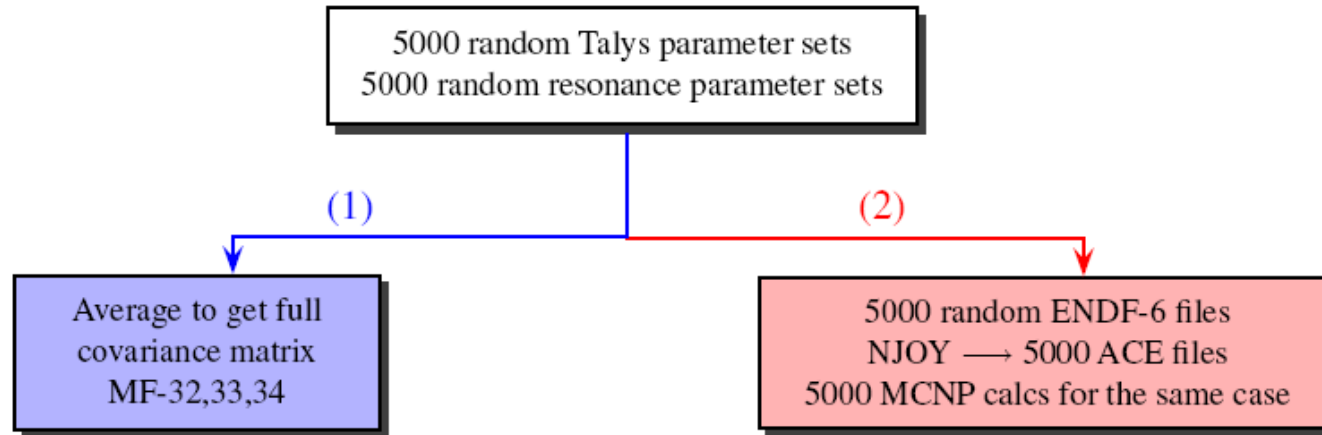 5000 random Talys parameter sets
5000 random resonance parameter sets
(1)
(2)
Average to get full
covariance matrix
MF-32,33,34
5000 random ENDF-6 files
NJOY ⟶ 5000 ACE files
5000 MCNP calcs for the same case